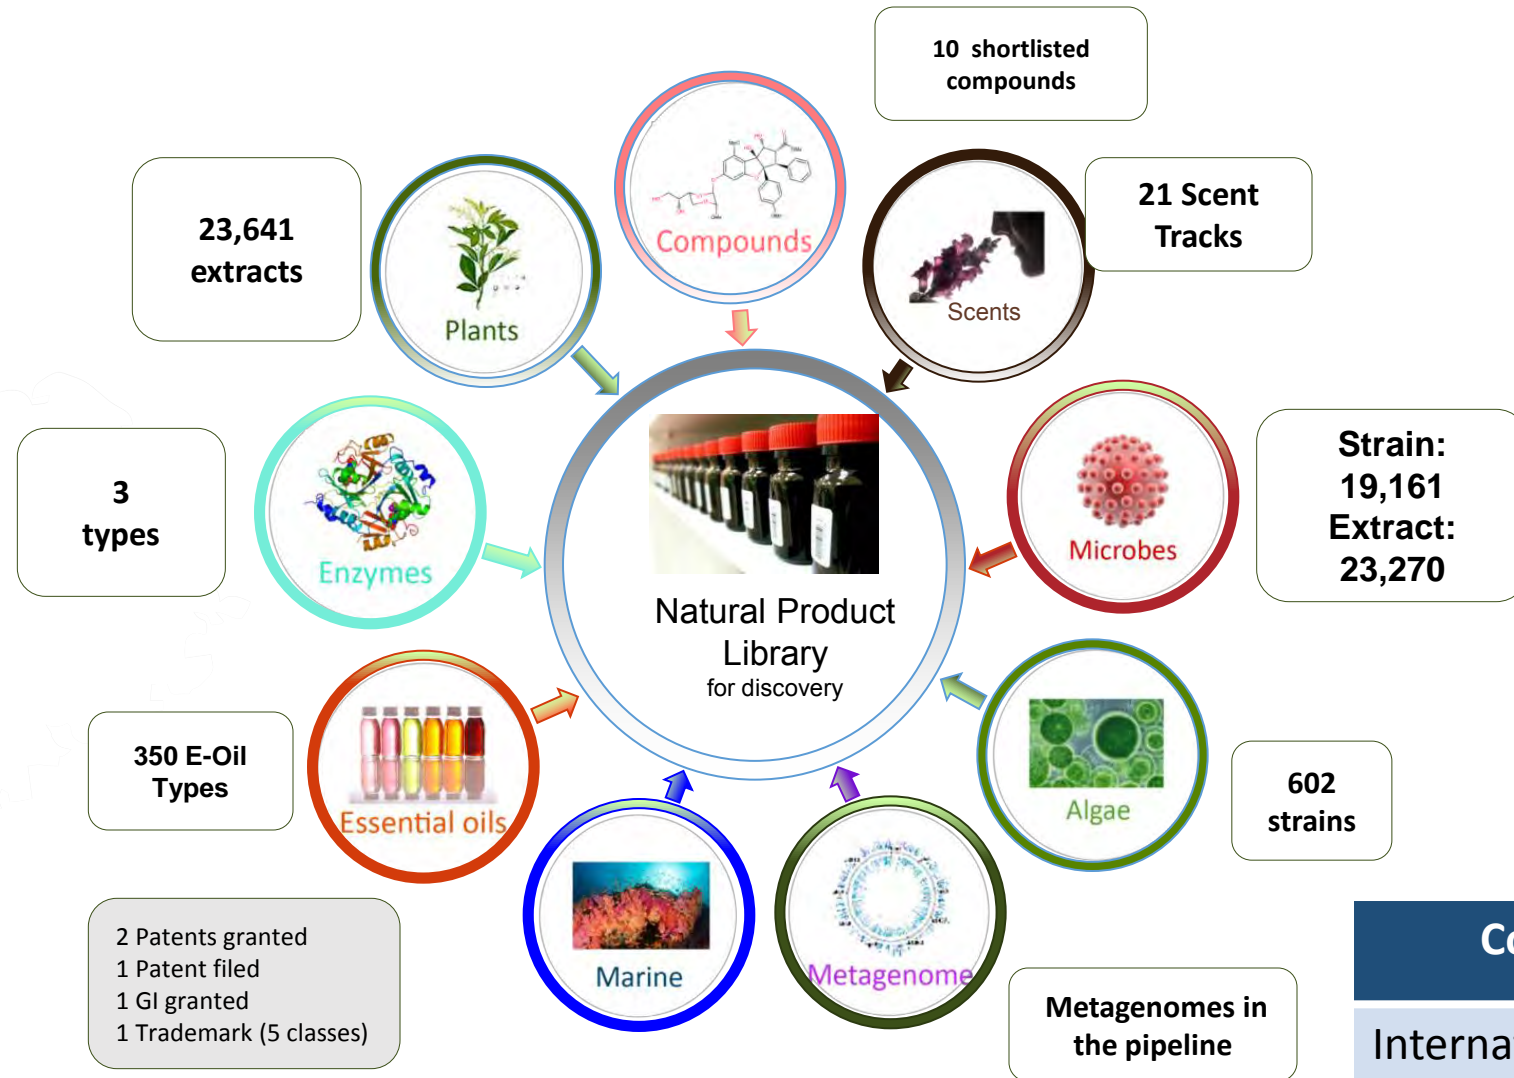 10 shortlisted
compounds
23,641
extracts
Plants
Compounds
Scents
21 Scent
Tracks
3
types
Enzymes
Natural Product
Library
for discovery
Microbes
Strain:
19,161
Extract:
23,270
350 E-Oil
Types
Essential oils
Algae
602
strains
Marine
Metagenome
2 Patents granted
1 Patent filed
1 GI granted
1 Trademark (5 classes)
Metagenomes in
the pipeline